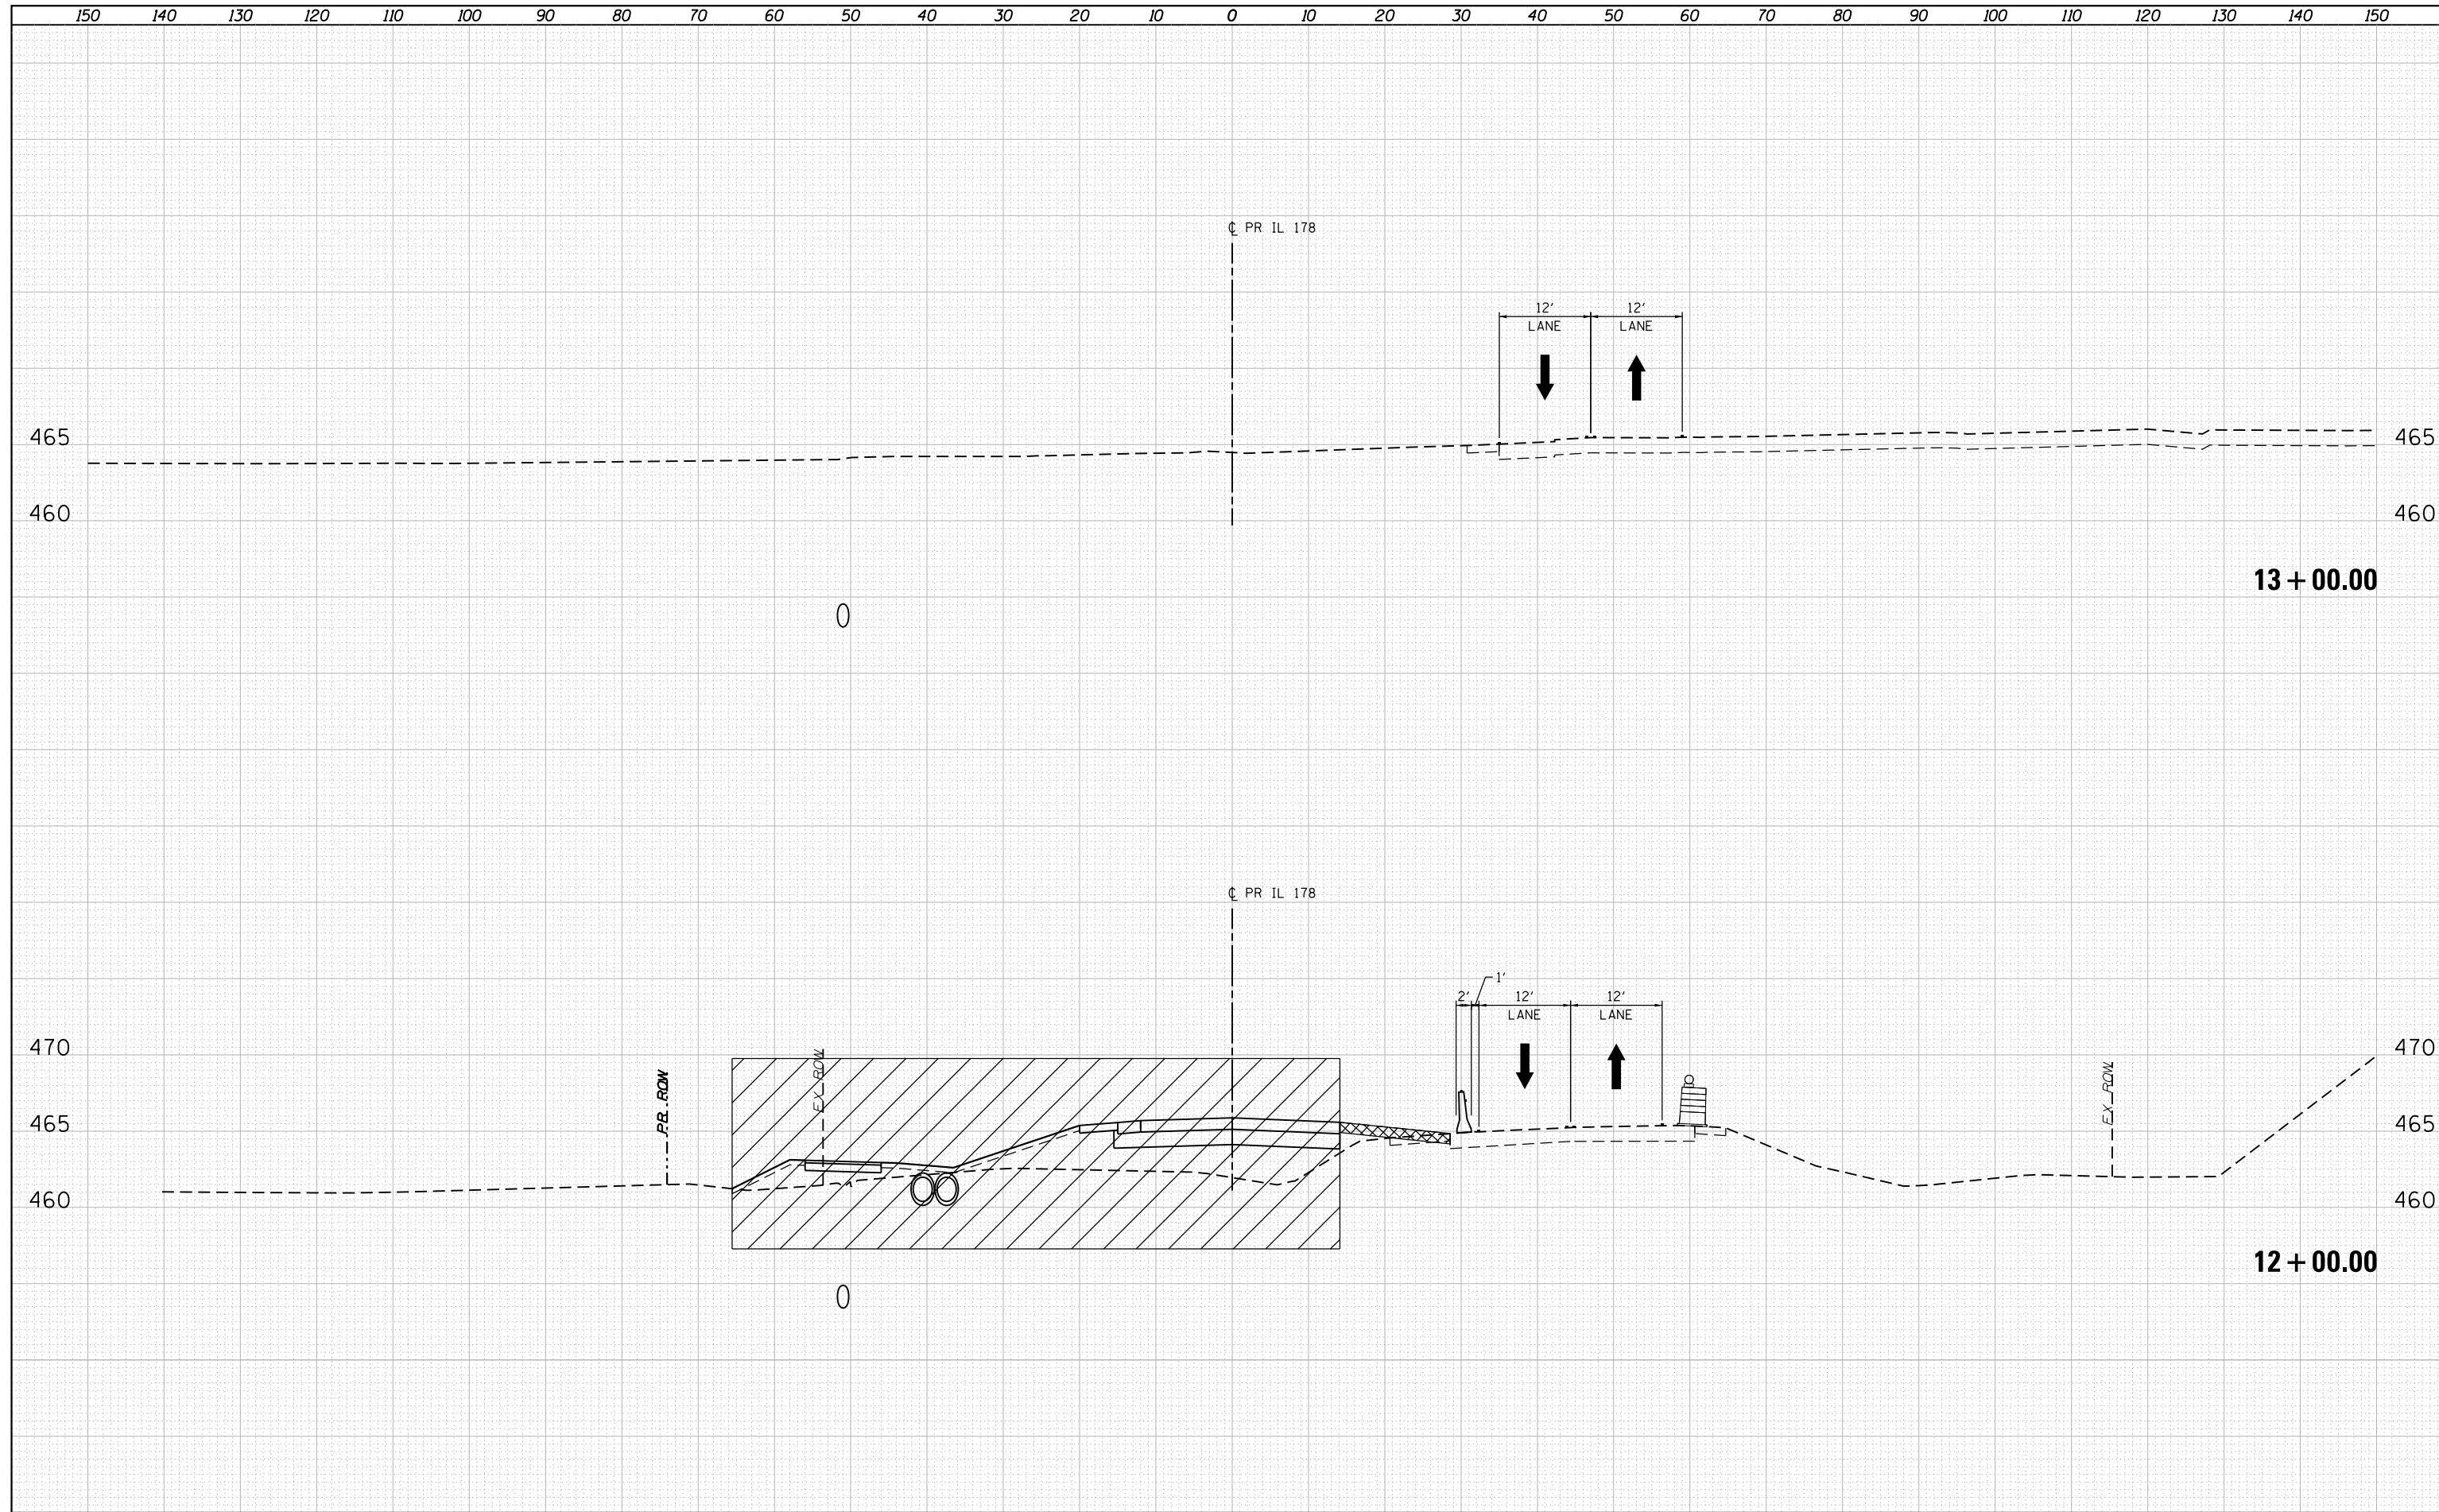 150 140 130 120 110 100 90 80 70 60 50 40 30 20 10 0 10 20 30 40 50 60 70 80 90 100 110 120 130 140 150
℄ PR IL 178
12' 12'
LANE LANE
465 465
460 460
13+00.00
0
℄ PR IL 178
1'
2' 12' 12'
LANE LANE
470 470
PR ROW
EX ROW
EX ROW
465 465
460 460
12+00.00
0